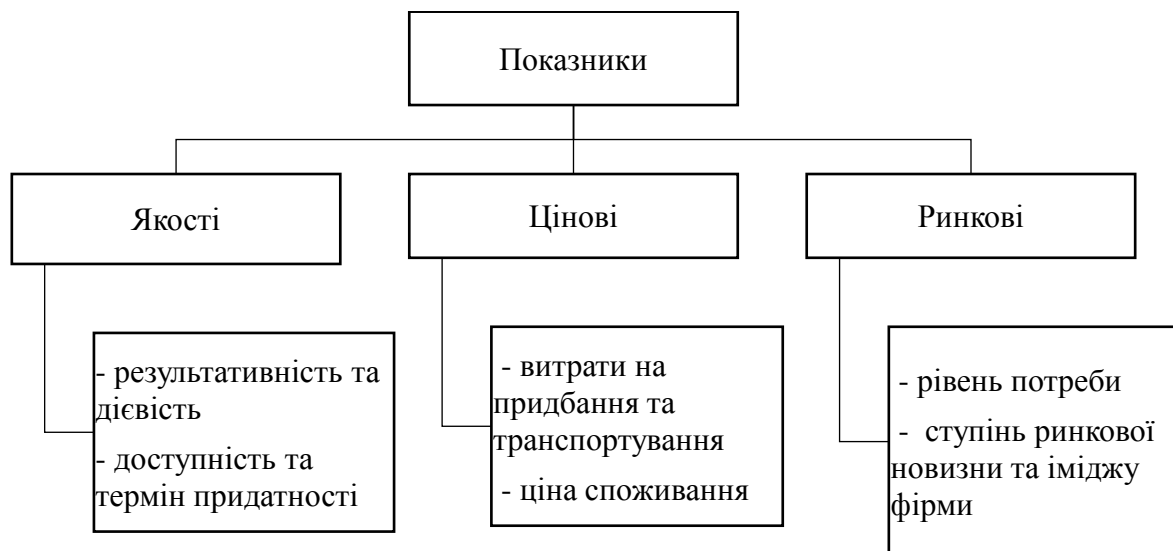 Показники
Якості
Цінові
Ринкові
- результативність та
дієвість
- доступність та
термін придатності
- витрати на
придбання та
транспортування
- ціна споживання
- рівень потреби
- ступінь ринкової
новизни та іміджу
фірми